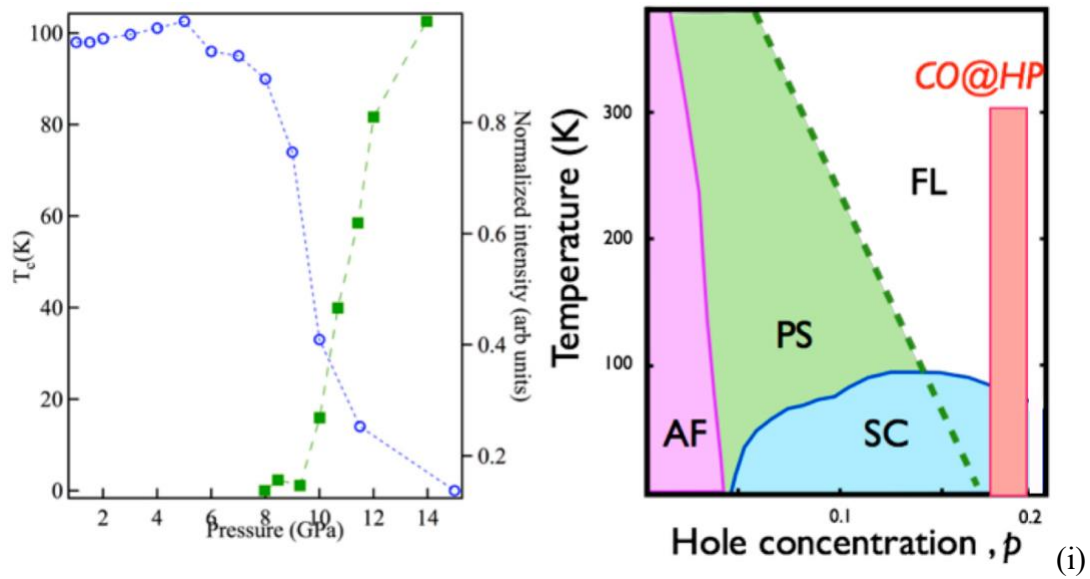 100
80
60
40
20
0
Tc(K)
2
4
6
8
10
12
14
Pressure (GPa)
0.8
0.6
0.4
0.2
Normalized intensity (arb units)
Temperature (K)
300
200
100
CO@HP
FL
PS
AF
SC
0.1
0.2
Hole concentration , p
(i)